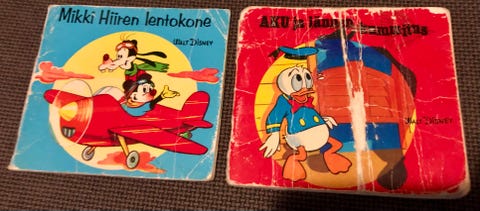 Mikki Hiiren lentokone
WALT DISNEY
AKU ja
WALT DISNEY